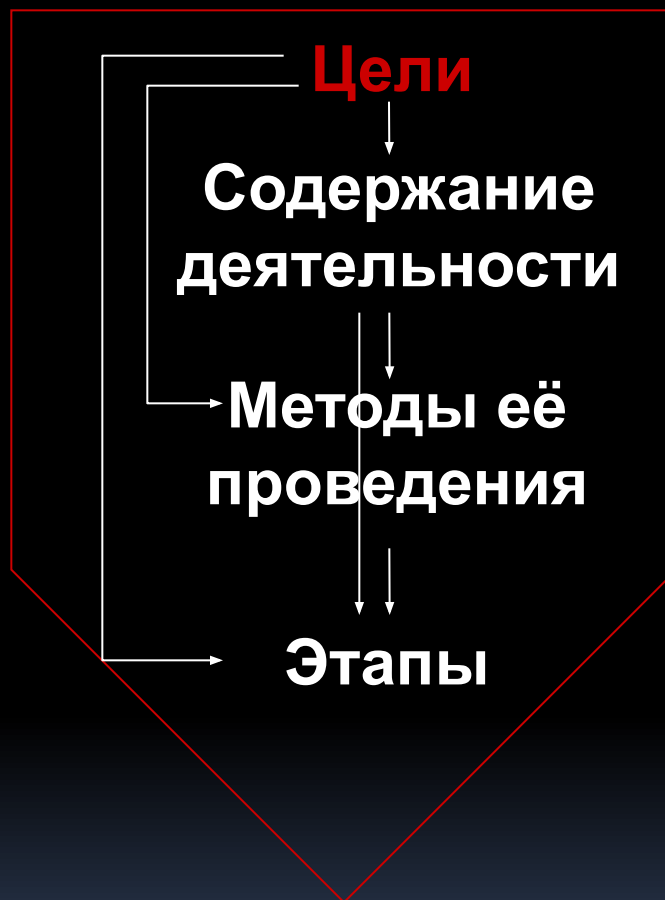 Цели
Содержание
деятельности
Методы её
проведения
Этапы